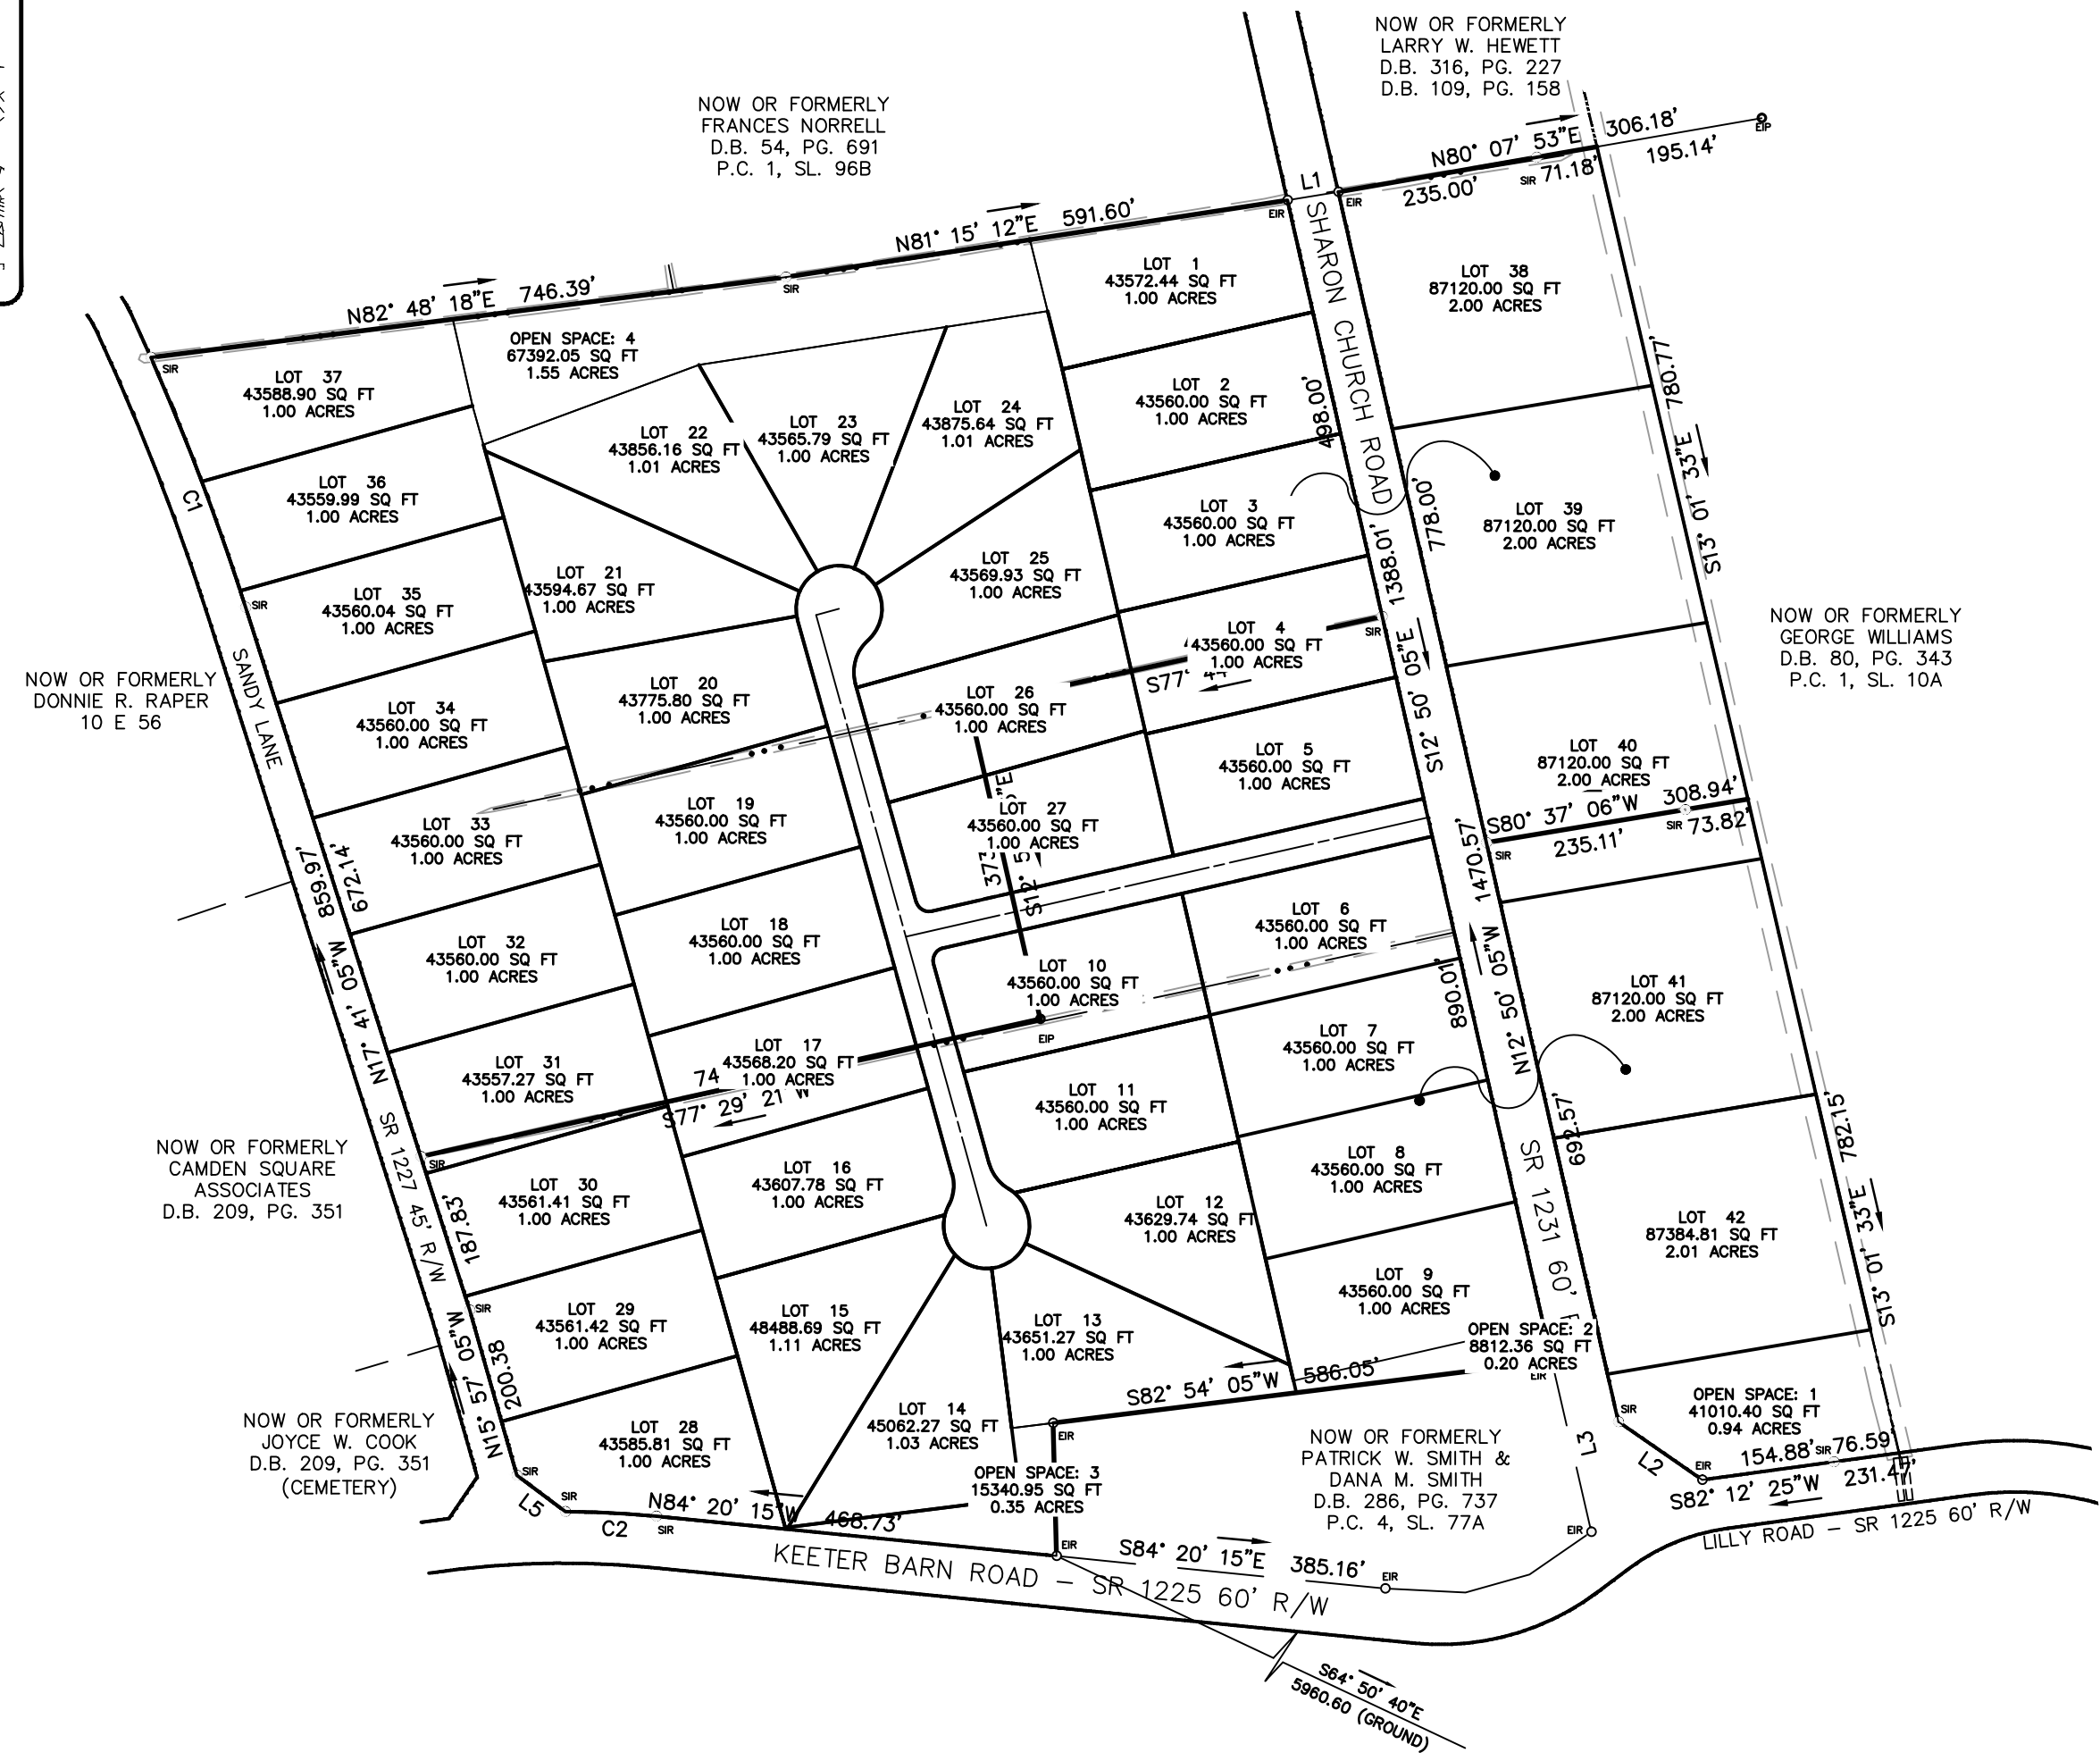 NOW OR FORMERLY
LARRY W. HEWETT
D.B. 316, PG. 227
D.B. 109, PG. 158
NOW OR FORMERLY
FRANCES NORRELL
D.B. 54, PG. 691
P.C. 1, SL. 96B
N80° 07' 53"E
306.18'
195.14'
EIP
SIR 71.18'
235.00'
L1
EIR
EIR
N81° 15' 12"E 591.60'
SIR
N82° 48' 18"E 746.39'
SIR
LOT 1
43572.44 SQ FT
1.00 ACRES
LOT 38
87120.00 SQ FT
2.00 ACRES
OPEN SPACE: 4
67392.05 SQ FT
1.55 ACRES
LOT 37
43588.90 SQ FT
1.00 ACRES
LOT 2
43560.00 SQ FT
1.00 ACRES
LOT 24
43875.64 SQ FT
1.01 ACRES
LOT 23
43565.79 SQ FT
1.00 ACRES
LOT 22
43856.16 SQ FT
1.01 ACRES
SHARON CHURCH ROAD
498.00'
780.77'
S13° 01' 33"E
LOT 36
43559.99 SQ FT
1.00 ACRES
C1
LOT 3
43560.00 SQ FT
1.00 ACRES
778.00'
LOT 39
87120.00 SQ FT
2.00 ACRES
LOT 25
43569.93 SQ FT
1.00 ACRES
LOT 21
43594.67 SQ FT
1.00 ACRES
LOT 35
43560.04 SQ FT
1.00 ACRES
SIR
S12° 50' 05"E 1388.01'
LOT 4
43560.00 SQ FT
1.00 ACRES
SIR
S77° 44'
NOW OR FORMERLY
GEORGE WILLIAMS
D.B. 80, PG. 343
P.C. 1, SL. 10A
NOW OR FORMERLY
DONNIE R. RAPER
10 E 56
SANDY LANE
LOT 34
43560.00 SQ FT
1.00 ACRES
LOT 20
43775.80 SQ FT
1.00 ACRES
LOT 26
43560.00 SQ FT
1.00 ACRES
LOT 5
43560.00 SQ FT
1.00 ACRES
LOT 40
87120.00 SQ FT
2.00 ACRES
S80° 37' 06"W 308.94'
SIR 73.82'
235.11'
SIR
LOT 33
43560.00 SQ FT
1.00 ACRES
LOT 19
43560.00 SQ FT
1.00 ACRES
LOT 27
43560.00 SQ FT
1.00 ACRES
859.97'
672.14'
N12° 50' 05"W 1470.57'
LOT 32
43560.00 SQ FT
1.00 ACRES
LOT 18
43560.00 SQ FT
1.00 ACRES
LOT 6
43560.00 SQ FT
1.00 ACRES
LOT 10
43560.00 SQ FT
1.00 ACRES
EIP
890.01'
LOT 41
87120.00 SQ FT
2.00 ACRES
N17° 41' 05"W
LOT 31
43557.27 SQ FT
1.00 ACRES
LOT 17
43568.20 SQ FT
1.00 ACRES
LOT 7
43560.00 SQ FT
1.00 ACRES
LOT 11
43560.00 SQ FT
1.00 ACRES
74
S77° 29' 21"W
SIR
692.57'
782.15'
S13° 01' 33"E
NOW OR FORMERLY
CAMDEN SQUARE
ASSOCIATES
D.B. 209, PG. 351
SR 1227 45' R/W
187.83'
LOT 30
43561.41 SQ FT
1.00 ACRES
LOT 16
43607.78 SQ FT
1.00 ACRES
LOT 12
43629.74 SQ FT
1.00 ACRES
LOT 8
43560.00 SQ FT
1.00 ACRES
SR 1231 60'
LOT 42
87384.81 SQ FT
2.01 ACRES
SIR
LOT 29
43561.42 SQ FT
1.00 ACRES
LOT 15
48488.69 SQ FT
1.11 ACRES
LOT 13
43651.27 SQ FT
1.00 ACRES
LOT 9
43560.00 SQ FT
1.00 ACRES
OPEN SPACE: 2
8812.36 SQ FT
0.20 ACRES
EIR
S82° 54' 05"W 586.05'
N15° 57' 05"W
200.38
LOT 28
43585.81 SQ FT
1.00 ACRES
LOT 14
45062.27 SQ FT
1.03 ACRES
EIR
OPEN SPACE: 3
15340.95 SQ FT
0.35 ACRES
NOW OR FORMERLY
PATRICK W. SMITH &
DANA M. SMITH
D.B. 286, PG. 737
P.C. 4, SL. 77A
L3
SIR
OPEN SPACE: 1
41010.40 SQ FT
0.94 ACRES
L2
EIR
154.88' SIR 76.59'
S82° 12' 25"W 231.47'
NOW OR FORMERLY
JOYCE W. COOK
D.B. 209, PG. 351
(CEMETERY)
SIR
L5
SIR
C2
SIR
N84° 20' 15"W 468.73'
EIR
EIR
EIR
S84° 20' 15"E 385.16'
KEETER BARN ROAD – SR 1225 60' R/W
LILLY ROAD – SR 1225 60' R/W
S64° 50' 40"E
5960.60 (GROUND)